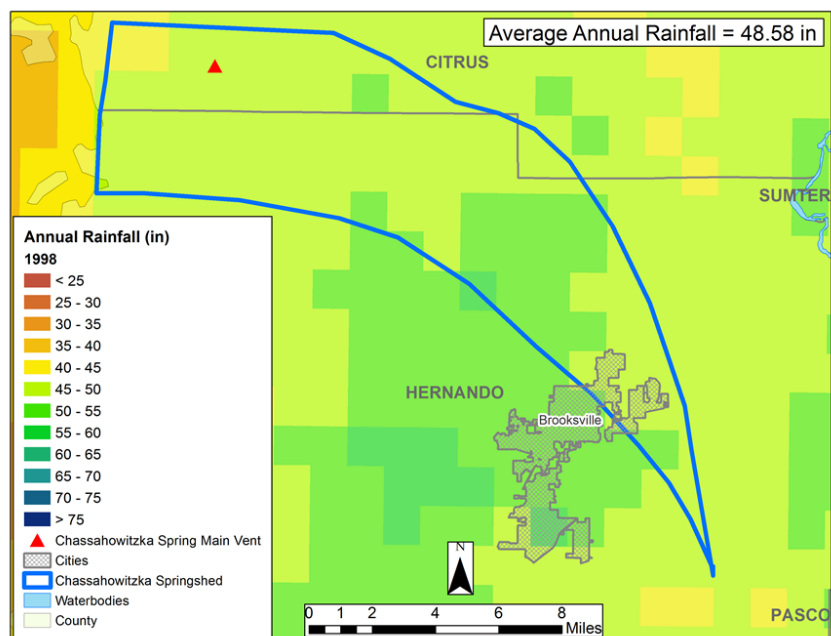 Average Annual Rainfall = 48.58 in
CITRUS
SUMTER
HERNANDO
Brooksville
PASCO
Annual Rainfall (in)
1998
< 25
25 - 30
30 - 35
35 - 40
40 - 45
45 - 50
50 - 55
55 - 60
60 - 65
65 - 70
70 - 75
> 75
Chassahowitzka Spring Main Vent
Cities
Chassahowitzka Springshed
Waterbodies
County
N
0 1 2 4 6 8
Miles